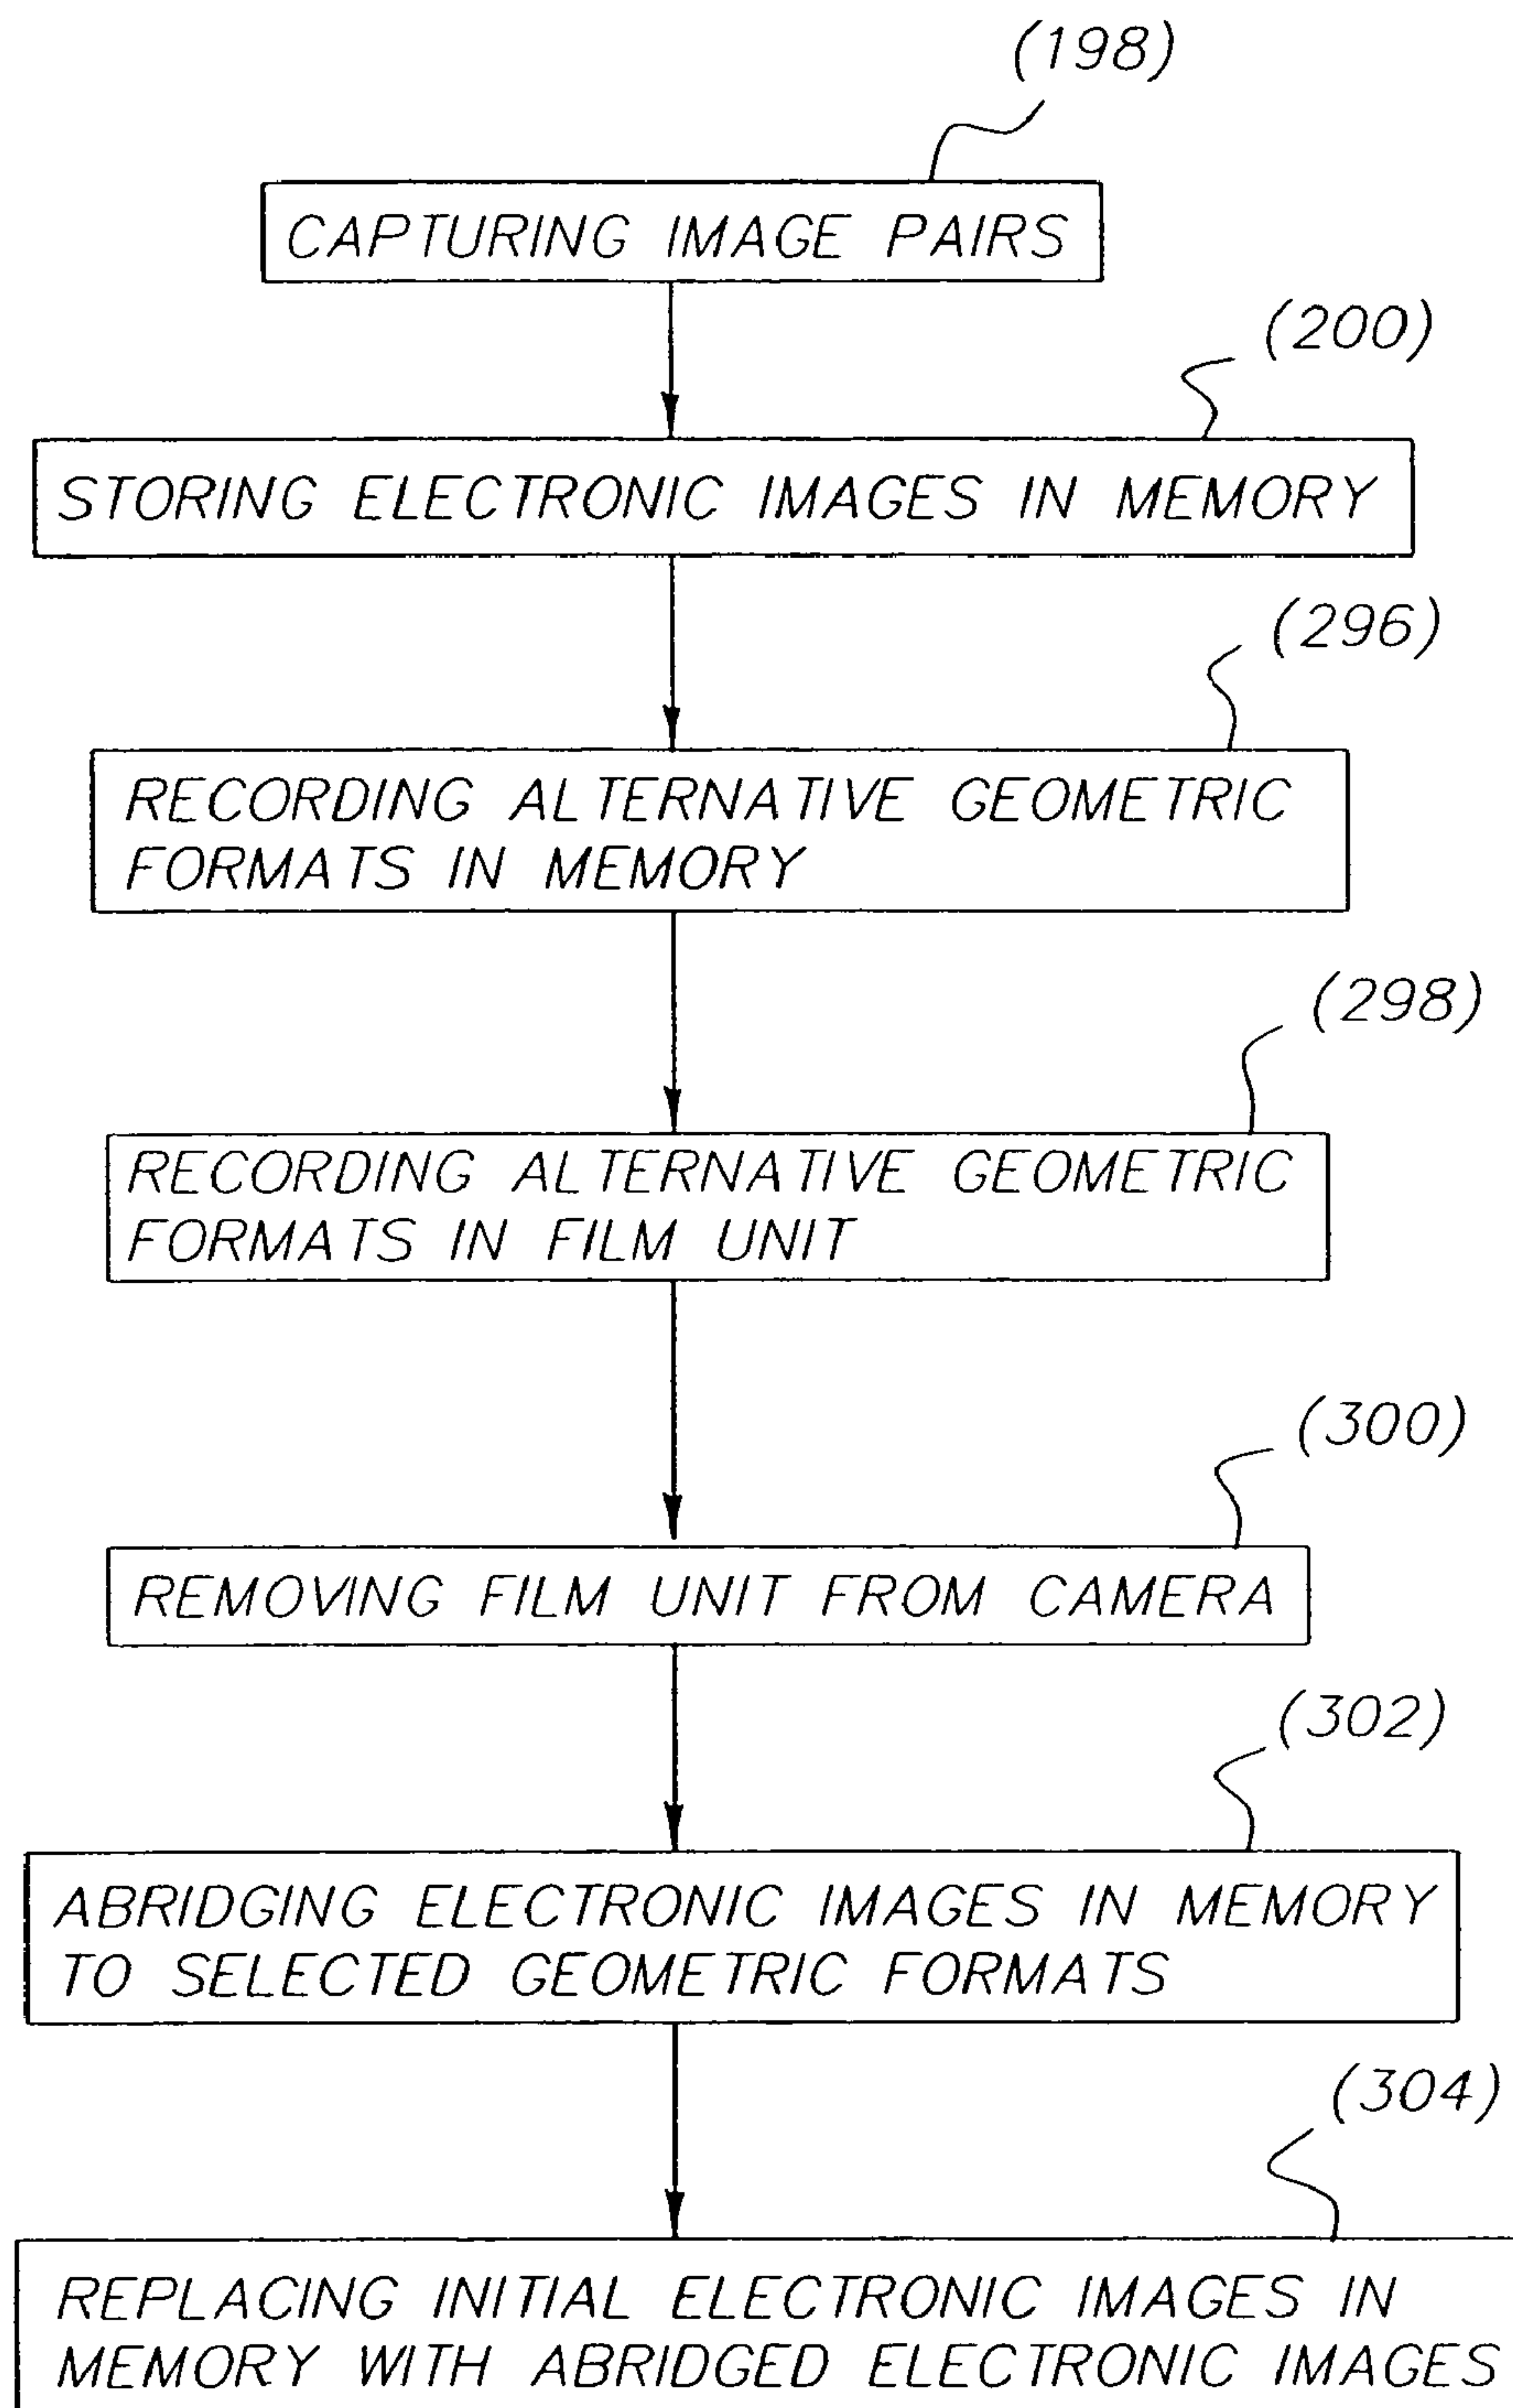 (198)
CAPTURING IMAGE PAIRS
(200)
STORING ELECTRONIC IMAGES IN MEMORY
(296)
RECORDING ALTERNATIVE GEOMETRIC
FORMATS IN MEMORY
(298)
RECORDING ALTERNATIVE GEOMETRIC
FORMATS IN FILM UNIT
(300)
REMOVING FILM UNIT FROM CAMERA
(302)
ABRIDGING ELECTRONIC IMAGES IN MEMORY
TO SELECTED GEOMETRIC FORMATS
(304)
REPLACING INITIAL ELECTRONIC IMAGES IN
MEMORY WITH ABRIDGED ELECTRONIC IMAGES